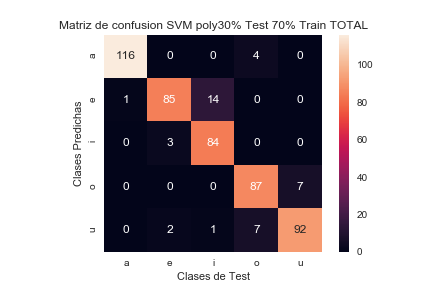 Matriz de confusion SVM poly30% Test 70% Train TOTAL
a 116 0 0 4 0
e 1 85 14 0 0
i 0 3 84 0 0
o 0 0 0 87 7
u 0 2 1 7 92
a e i o u
Clases Predichas
Clases de Test
100
80
60
40
20
0